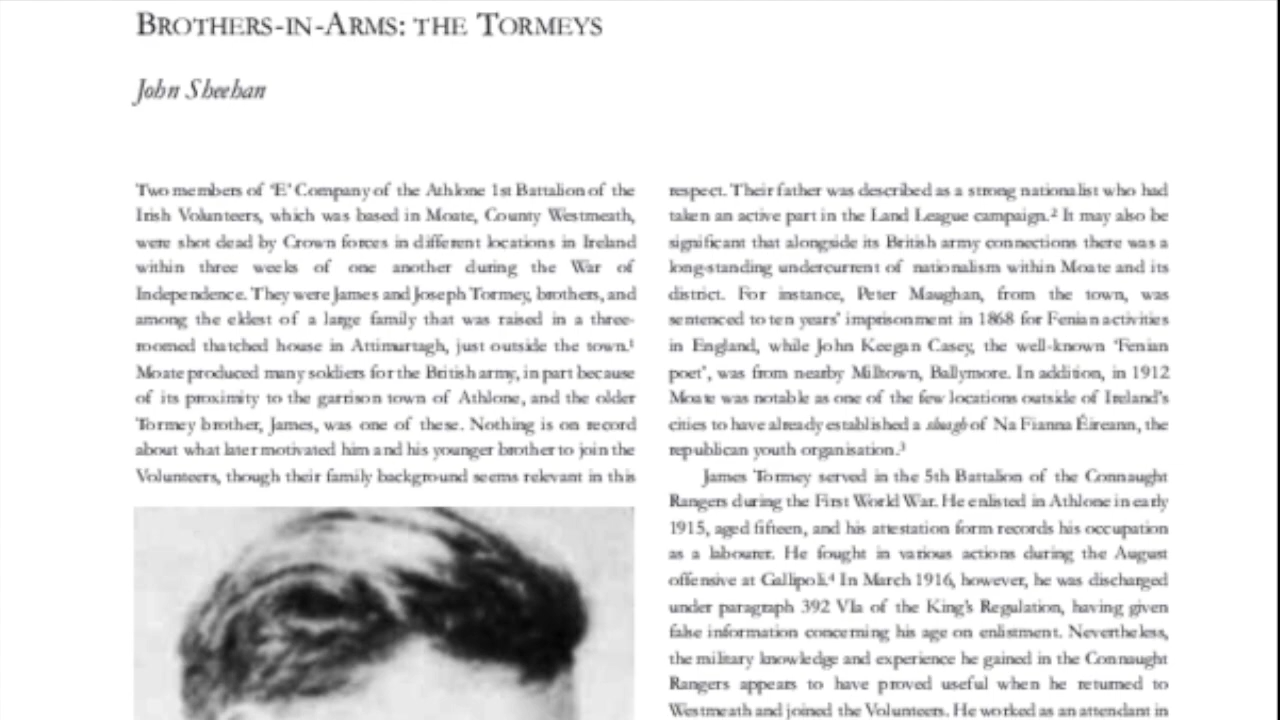 BROTHERS-IN-ARMS: THE TORMEYS
John Sheehan
Two members of 'E' Company of the Athlone 1st Battalion of the
Irish Volunteers, which was based in Moate, County Westmeath,
were shot dead by Crown forces in different locations in Ireland
within three weeks of one another during the War of
Independence. They were James and Joseph Tormey, brothers, and
among the eldest of a large family that was raised in a three-
roomed thatched house in Attimurtagh, just outside the town.¹
Moate produced many soldiers for the British army, in part because
of its proximity to the garrison town of Athlone, and the older
Tormey brother, James, was one of these. Nothing is on record
about what later motivated him and his younger brother to join the
Volunteers, though their family background seems relevant in this
respect. Their father was described as a strong nationalist who had
taken an active part in the Land League campaign.² It may also be
significant that alongside its British army connections there was a
long-standing undercurrent of nationalism within Moate and its
district. For instance, Peter Maughan, from the town, was
sentenced to ten years' imprisonment in 1868 for Fenian activities
in England, while John Keegan Casey, the well-known 'Fenian
poet', was from nearby Milltown, Ballymore. In addition, in 1912
Moate was notable as one of the few locations outside of Ireland's
cities to have already established a sluagh of Na Fianna Éireann, the
republican youth organisation.³
James Tormey served in the 5th Battalion of the Connaught
Rangers during the First World War. He enlisted in Athlone in early
1915, aged fifteen, and his attestation form records his occupation
as a labourer. He fought in various actions during the August
offensive at Gallipoli.⁴ In March 1916, however, he was discharged
under paragraph 392 VIa of the King's Regulation, having given
false information concerning his age on enlistment. Nevertheless,
the military knowledge and experience he gained in the Connaught
Rangers appears to have proved useful when he returned to
Westmeath and joined the Volunteers. He worked as an attendant in